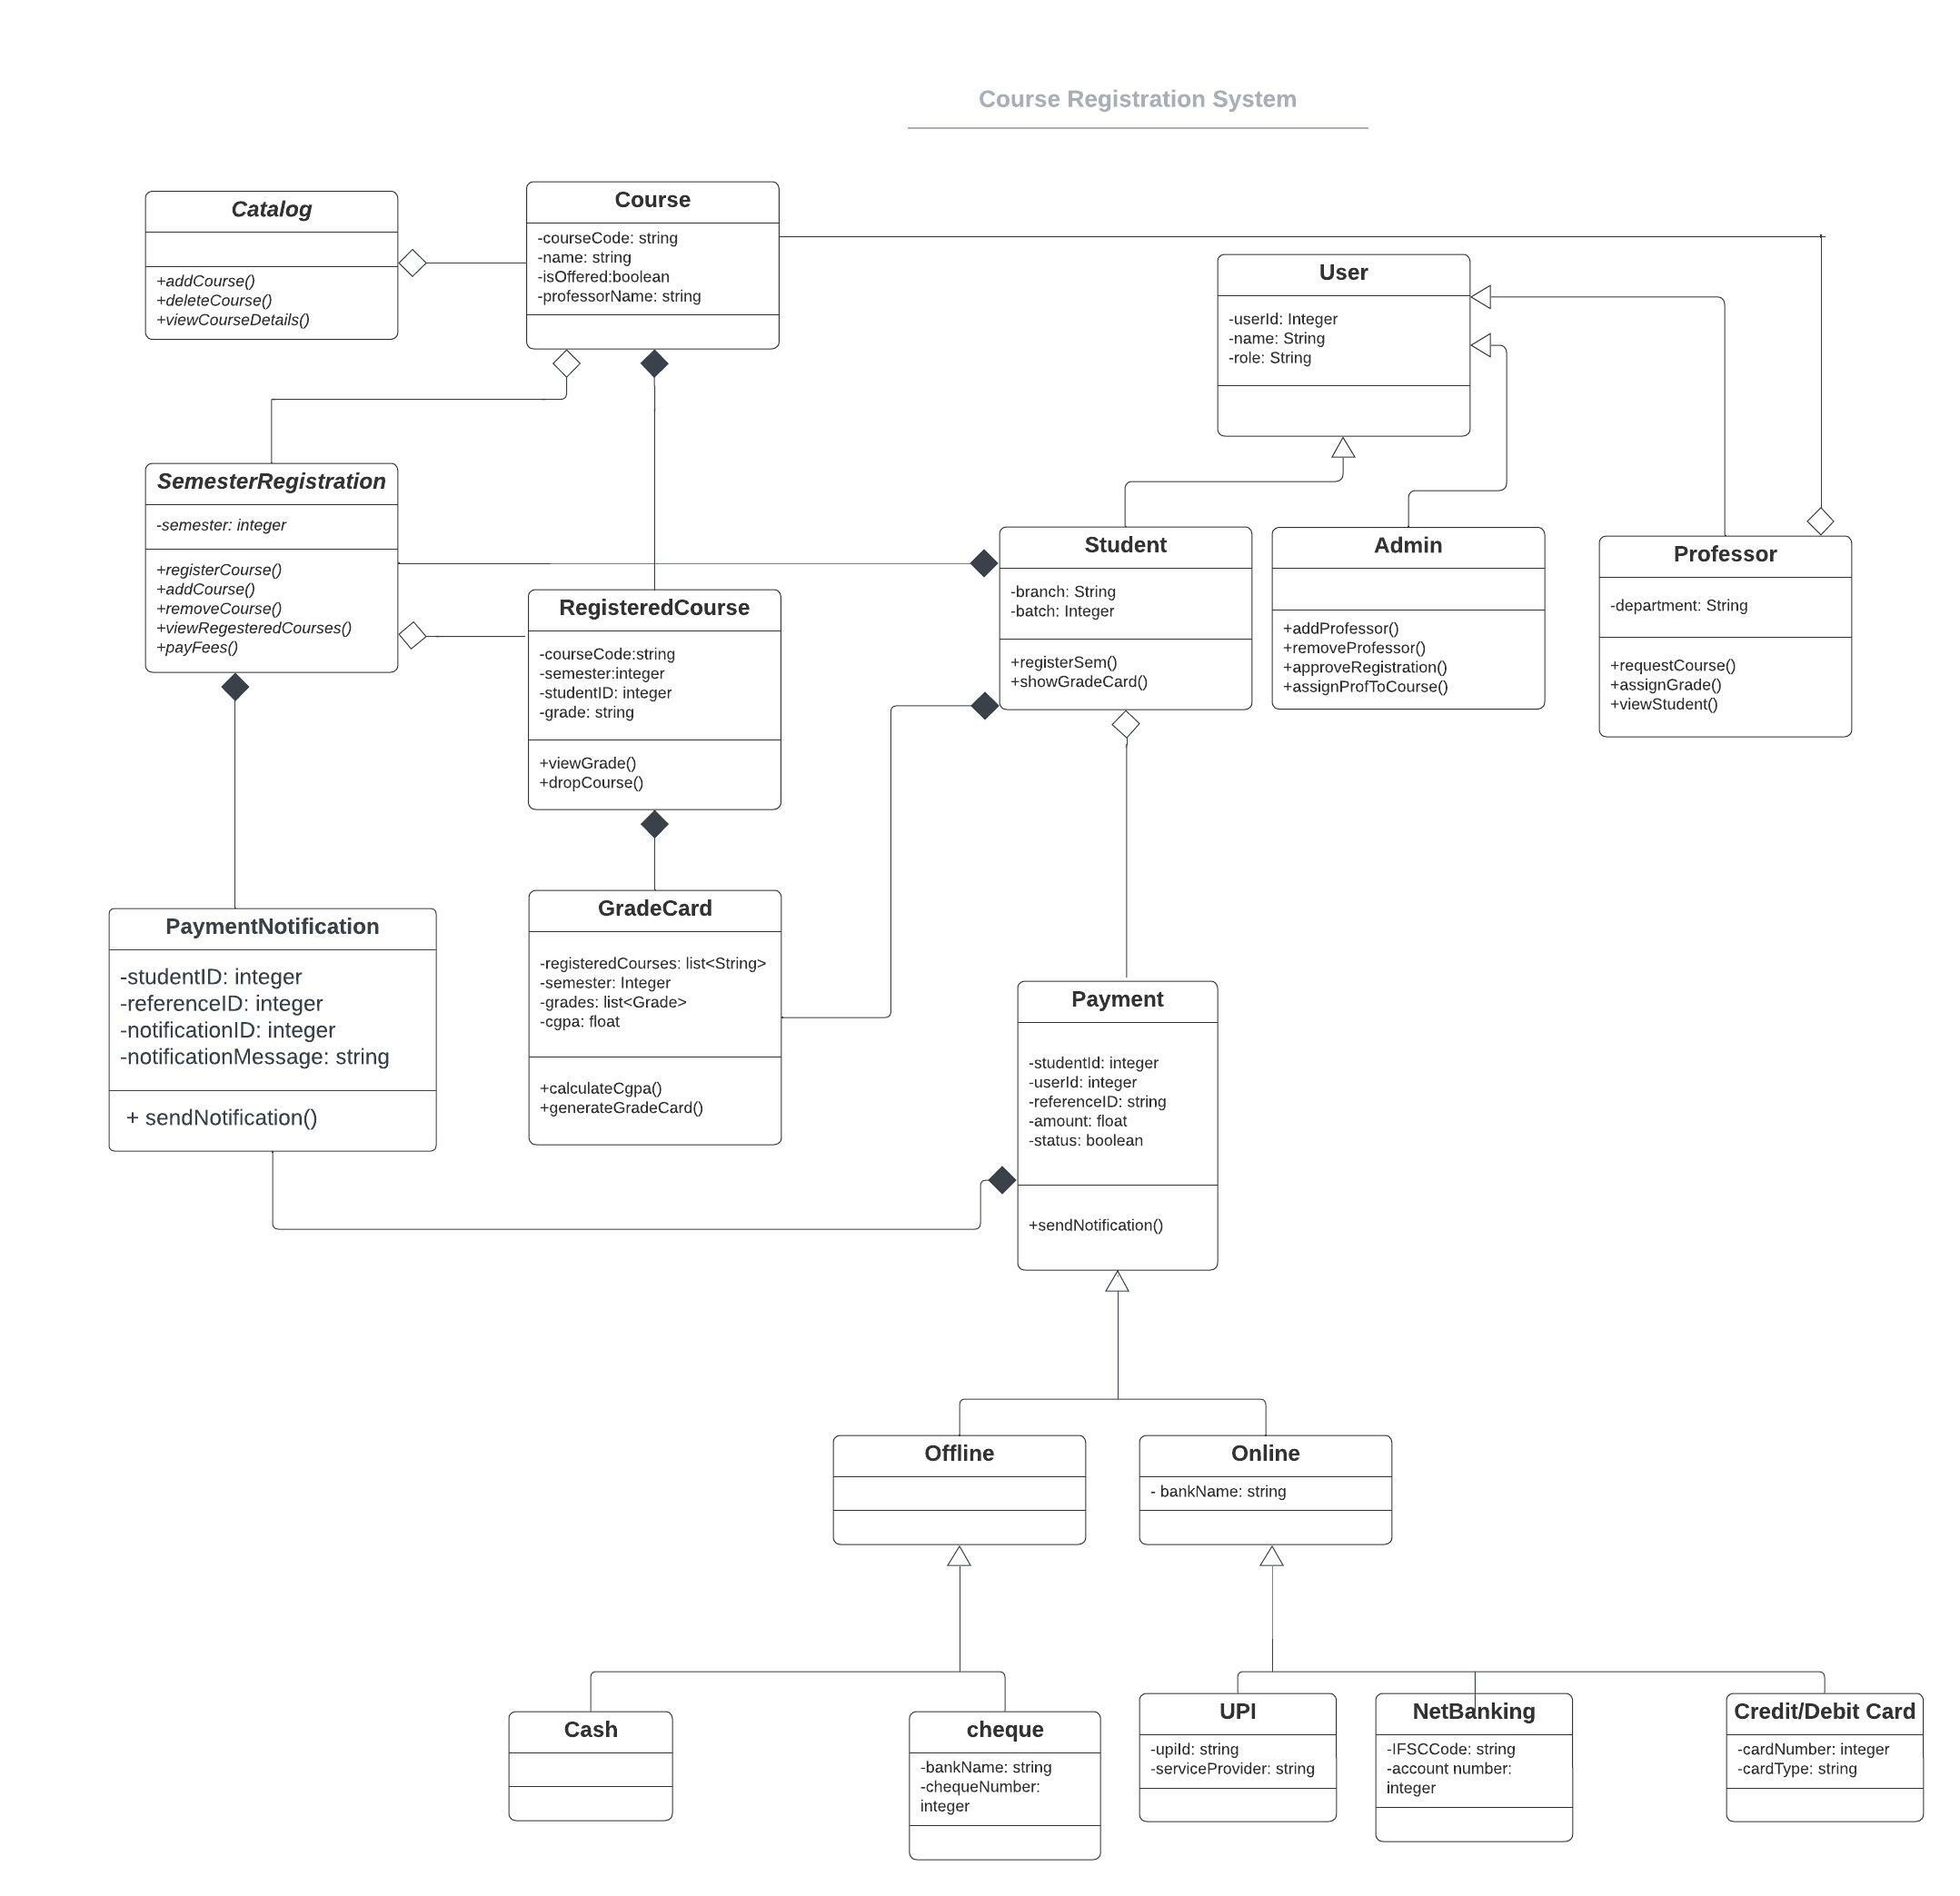 Course Registration System
Catalog
+addCourse()
+deleteCourse()
+viewCourseDetails()
Course
-courseCode: string
-name: string
-isOffered:boolean
-professorName: string
User
-userId: Integer
-name: String
-role: String
SemesterRegistration
-semester: integer
+registerCourse()
+addCourse()
+removeCourse()
+viewRegesteredCourses()
+payFees()
RegisteredCourse
-courseCode:string
-semester:integer
-studentID: integer
-grade: string
+viewGrade()
+dropCourse()
Student
-branch: String
-batch: Integer
+registerSem()
+showGradeCard()
Admin
+addProfessor()
+removeProfessor()
+approveRegistration()
+assignProfToCourse()
Professor
-department: String
+requestCourse()
+assignGrade()
+viewStudent()
PaymentNotification
-studentID: integer
-referenceID: integer
-notificationID: integer
-notificationMessage: string
+ sendNotification()
GradeCard
-registeredCourses: list<String>
-semester: Integer
-grades: list<Grade>
-cgpa: float
+calculateCgpa()
+generateGradeCard()
Payment
-studentId: integer
-userId: integer
-referenceID: string
-amount: float
-status: boolean
+sendNotification()
Offline
Online
- bankName: string
Cash
cheque
-bankName: string
-chequeNumber:
integer
UPI
-upiId: string
-serviceProvider: string
NetBanking
-IFSCCode: string
-account number:
integer
Credit/Debit Card
-cardNumber: integer
-cardType: string